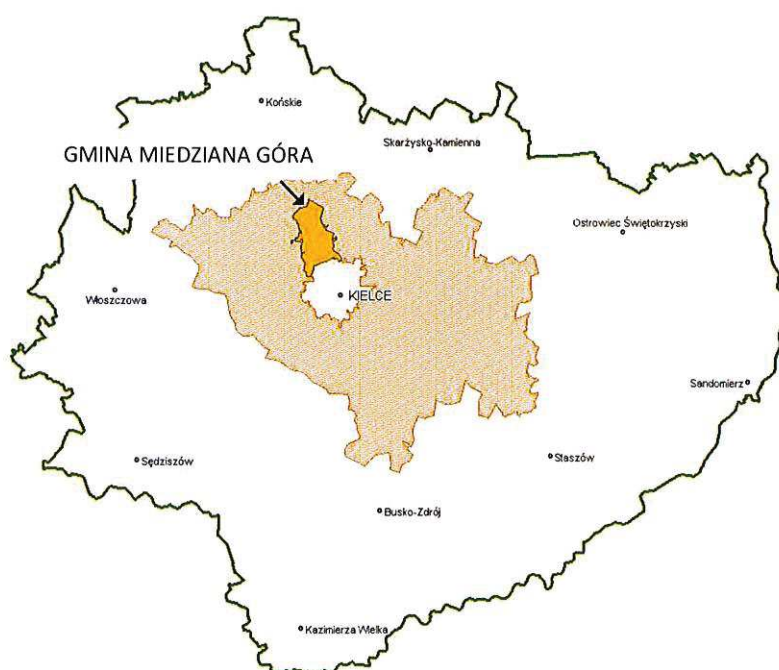 Końskie
Skarżysko-Kamienna
GMINA MIEDZIANA GÓRA
Ostrowiec Świętokrzyski
Włoszczowa
KIELCE
Sandomierz
Sędziszów
Staszów
Busko-Zdrój
Kazimierza Wielka